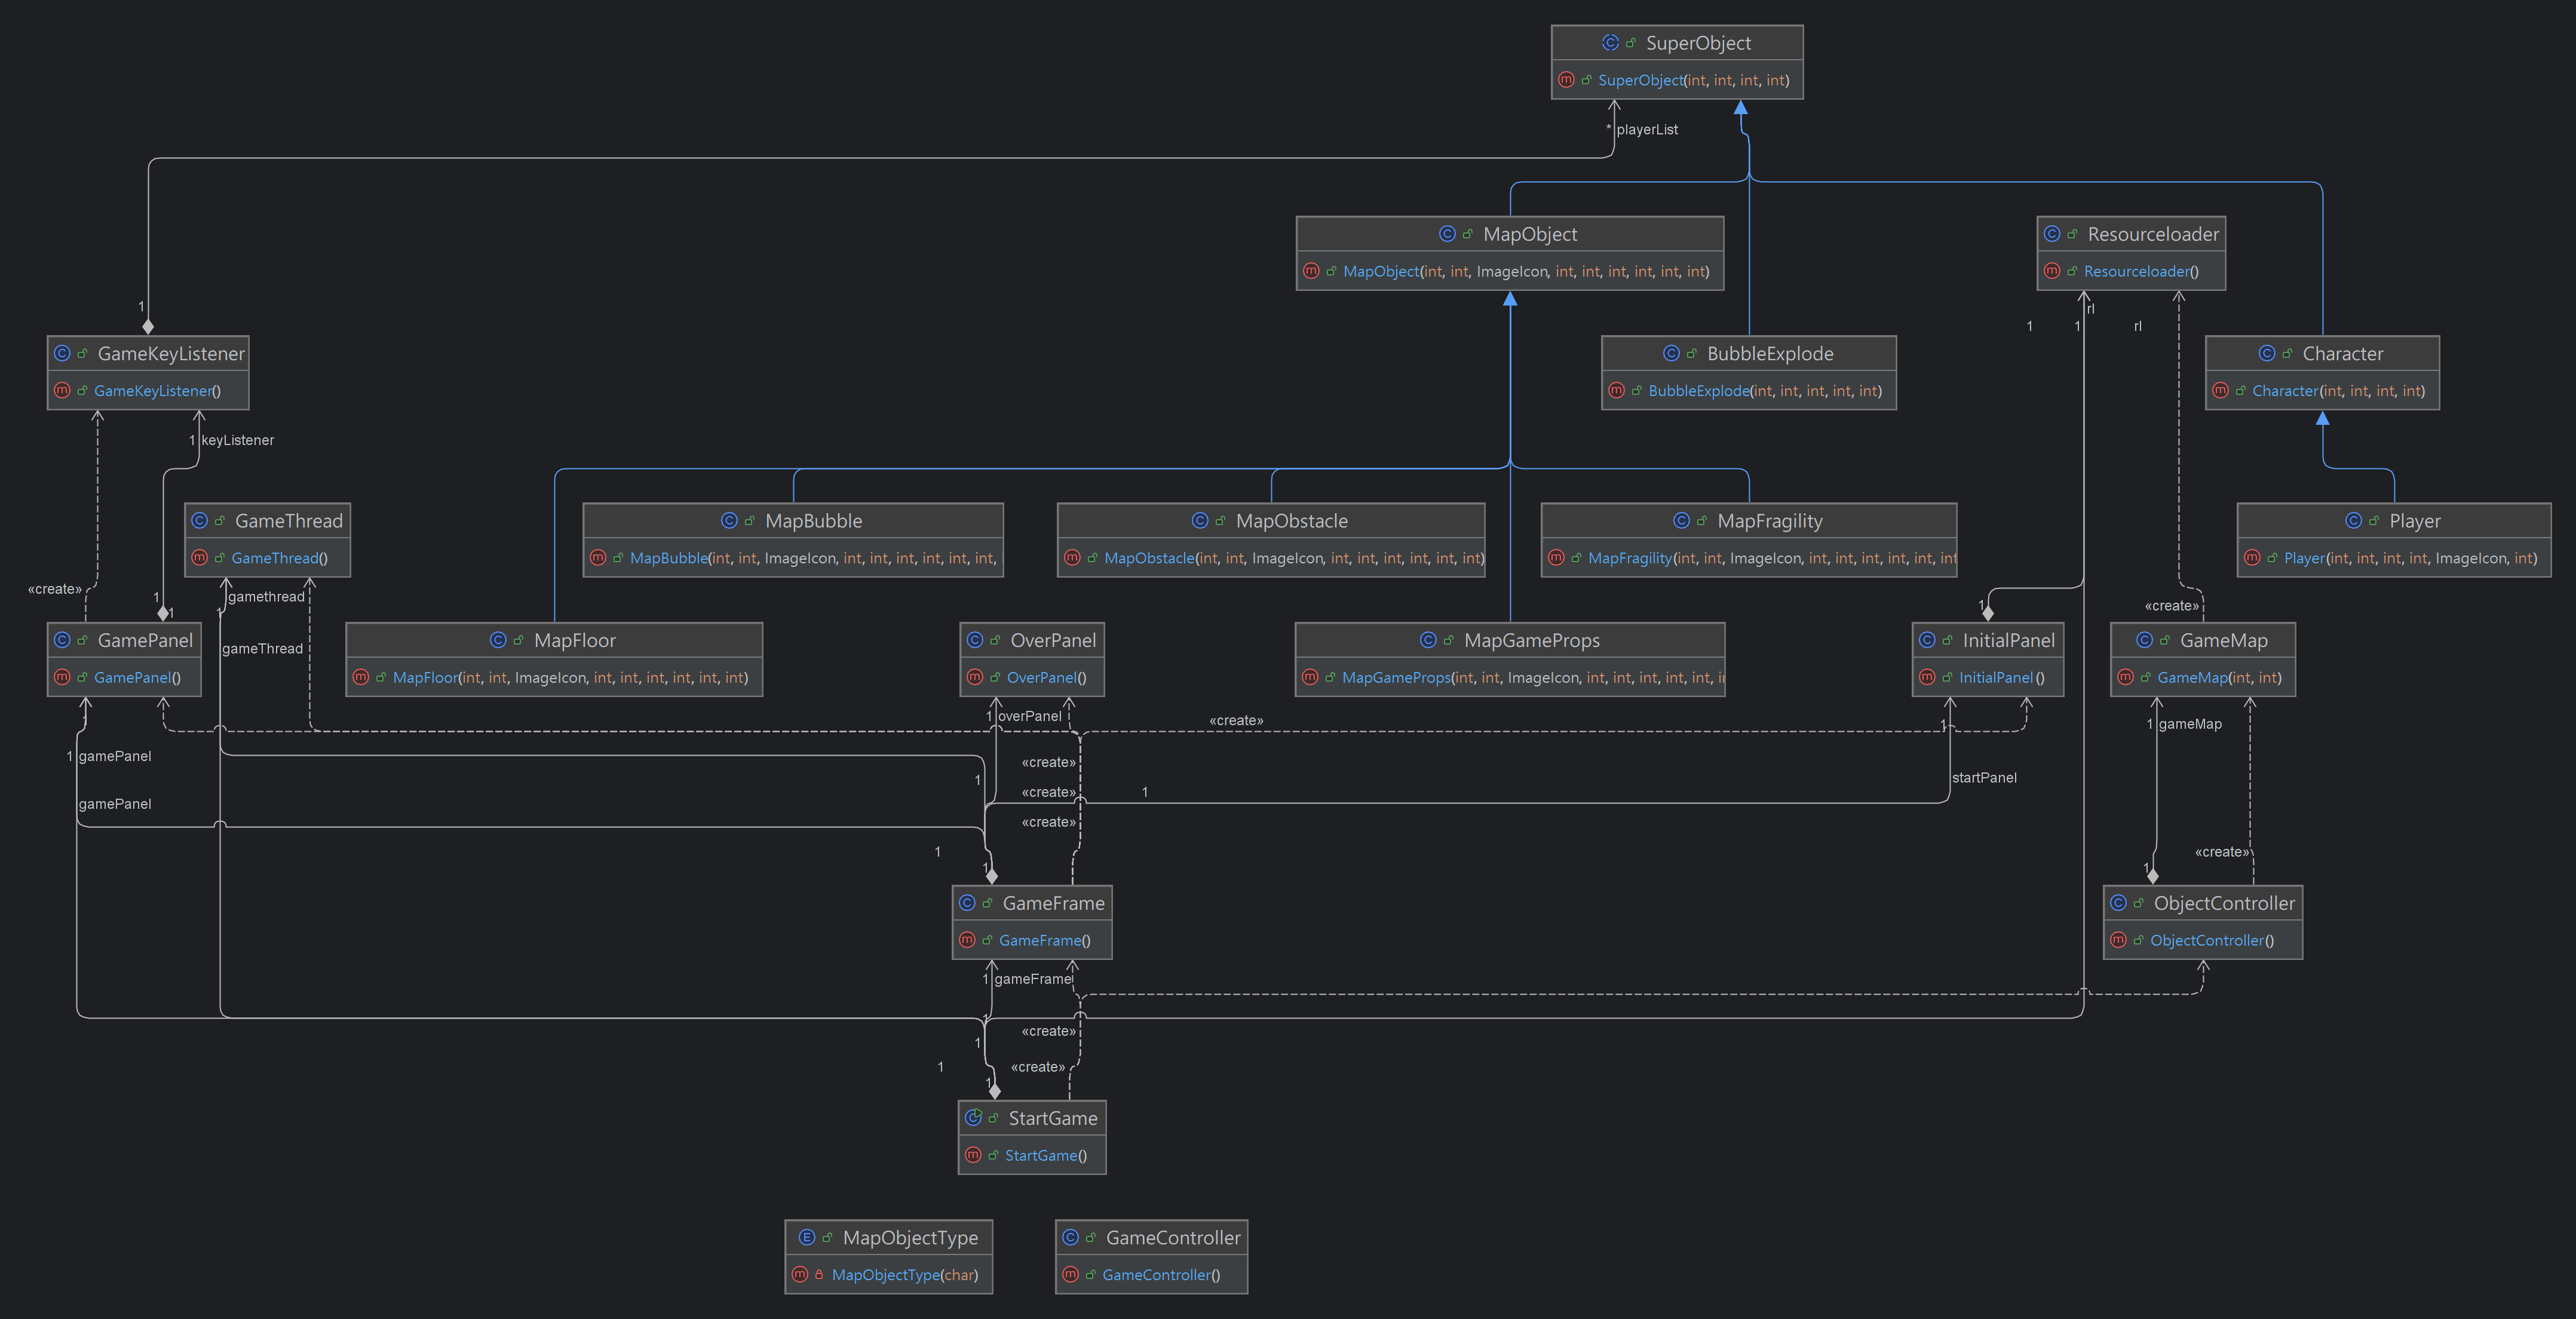 SuperObject
SuperObject(int, int, int, int)
* playerList
MapObject
MapObject(int, int, ImageIcon, int, int, int, int, int, int)
Resourceloader
Resourceloader()
1
rl
1
1
rl
GameKeyListener
GameKeyListener()
BubbleExplode
BubbleExplode(int, int, int, int, int)
Character
Character(int, int, int, int)
1 keyListener
GameThread
GameThread()
MapBubble
MapBubble(int, int, ImageIcon, int, int, int, int, int, int,
MapObstacle
MapObstacle(int, int, ImageIcon, int, int, int, int, int, int)
MapFragility
MapFragility(int, int, ImageIcon, int, int, int, int, int, int
Player
Player(int, int, int, int, ImageIcon, int)
«create»
1
1
1 gamethread
1
«create»
GamePanel
GamePanel()
gameThread
MapFloor
MapFloor(int, int, ImageIcon, int, int, int, int, int, int)
OverPanel
OverPanel()
MapGameProps
MapGameProps(int, int, ImageIcon, int, int, int, int, int, i
InitialPanel
InitialPanel()
GameMap
GameMap(int, int)
1
1 overPanel
«create»
1
1 gameMap
1 gamePanel
«create»
1
startPanel
«create»
1
gamePanel
«create»
1
1
1
«create»
GameFrame
GameFrame()
ObjectController
ObjectController()
1 gameFrame
1
«create»
1
1
«create»
1
StartGame
StartGame()
MapObjectType
MapObjectType(char)
GameController
GameController()